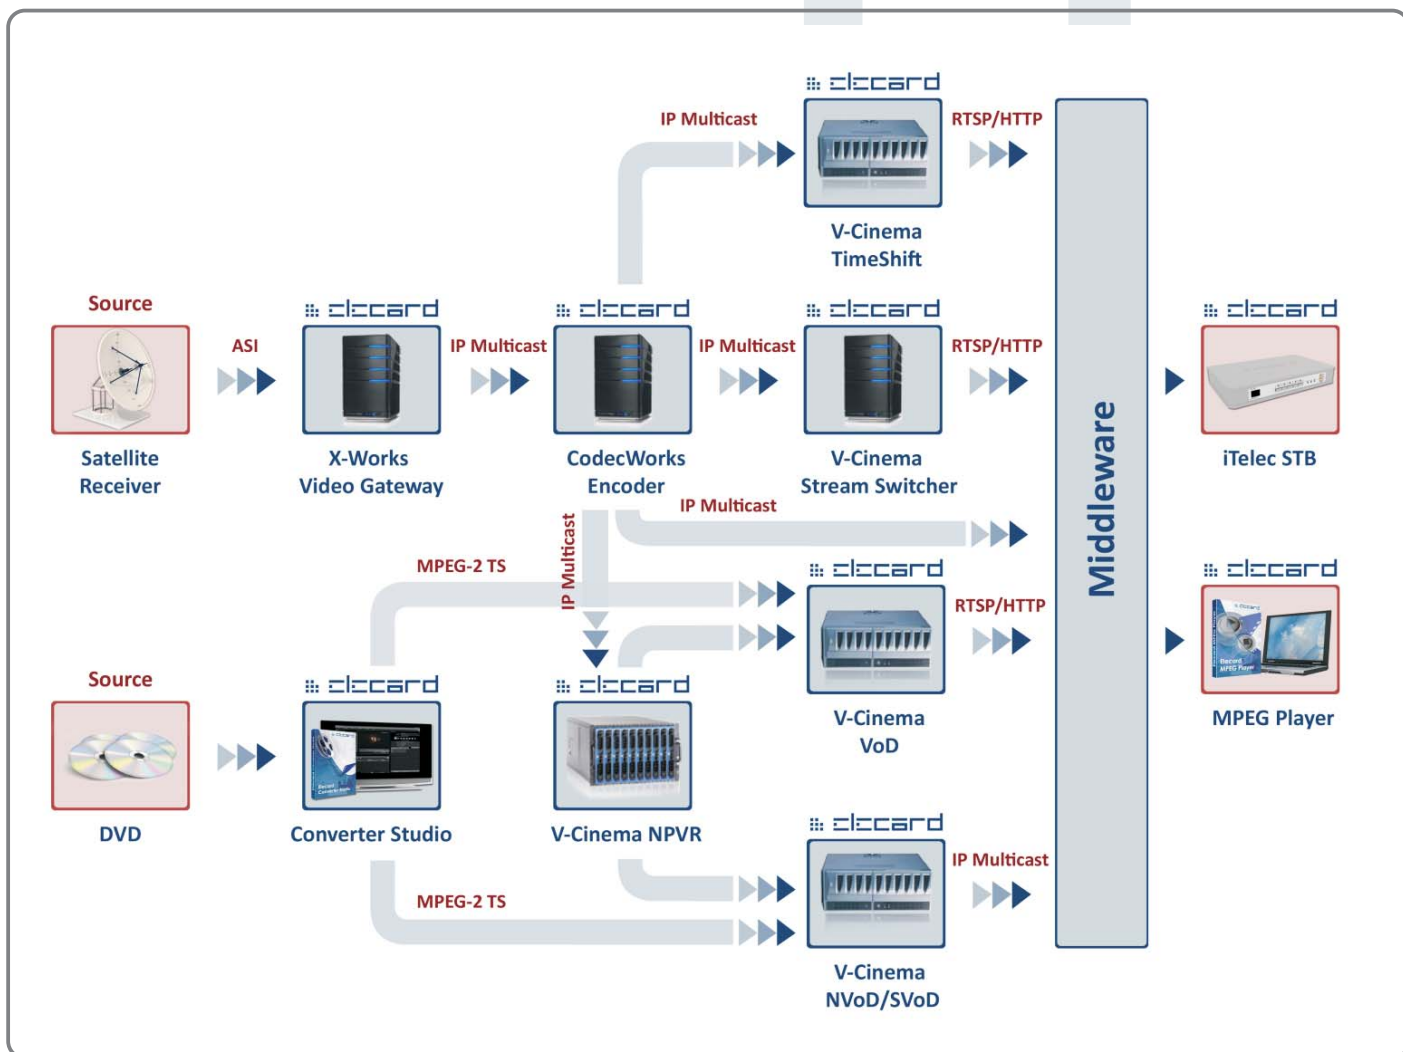 elecard
IP Multicast
RTSP/HTTP
V-Cinema
TimeShift
Source
elecard
elecard
elecard
elecard
ASI
IP Multicast
IP Multicast
RTSP/HTTP
Satellite
Receiver
X-Works
Video Gateway
CodecWorks
Encoder
V-Cinema
Stream Switcher
iTelec STB
Middleware
IP Multicast
IP Multicast
MPEG-2 TS
elecard
elecard
RTSP/HTTP
Source
elecard
elecard
Record
MPEG Player
V-Cinema
VoD
MPEG Player
DVD
Converter Studio
V-Cinema NPVR
elecard
IP Multicast
MPEG-2 TS
V-Cinema
NVoD/SVoD